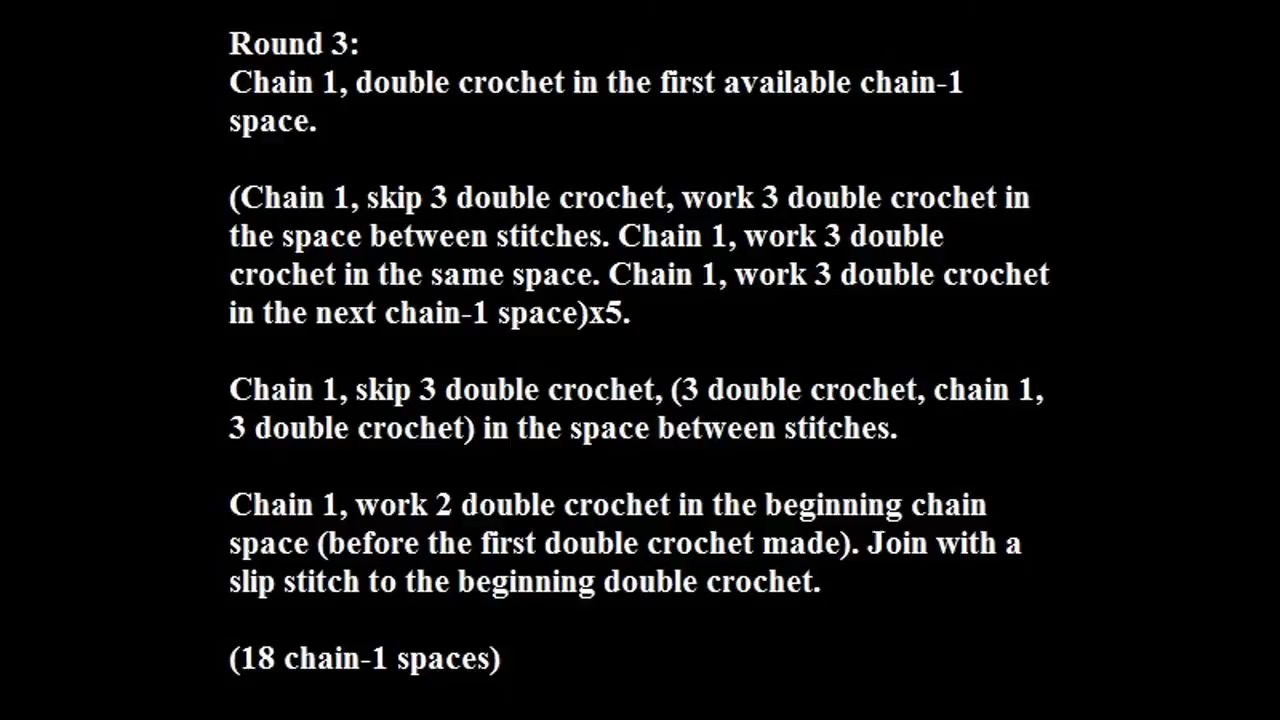 Round 3:
Chain 1, double crochet in the first available chain-1
space.
(Chain 1, skip 3 double crochet, work 3 double crochet in
the space between stitches. Chain 1, work 3 double
crochet in the same space. Chain 1, work 3 double crochet
in the next chain-1 space)x5.
Chain 1, skip 3 double crochet, (3 double crochet, chain 1,
3 double crochet) in the space between stitches.
Chain 1, work 2 double crochet in the beginning chain
space (before the first double crochet made). Join with a
slip stitch to the beginning double crochet.
(18 chain-1 spaces)